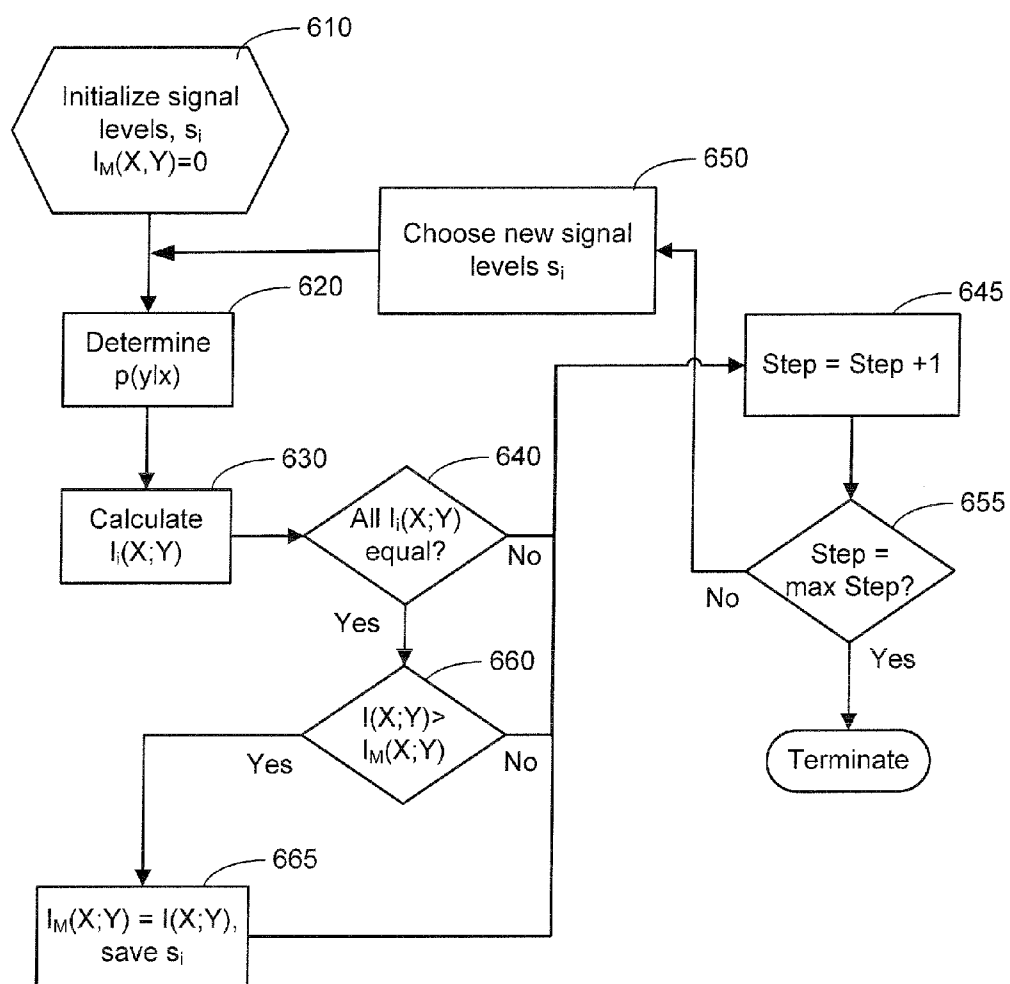 610
Initialize signal
levels, sᵢ
I_M(X,Y)=0
650
Choose new signal
levels sᵢ
620
Determine
p(y|x)
645
Step = Step +1
630
Calculate
Iᵢ(X;Y)
640
All Iᵢ(X;Y)
equal?
No
Yes
655
Step =
max Step?
No
Yes
660
I(X;Y)>
I_M(X;Y)
Yes
No
Terminate
665
I_M(X;Y) = I(X;Y),
save sᵢ